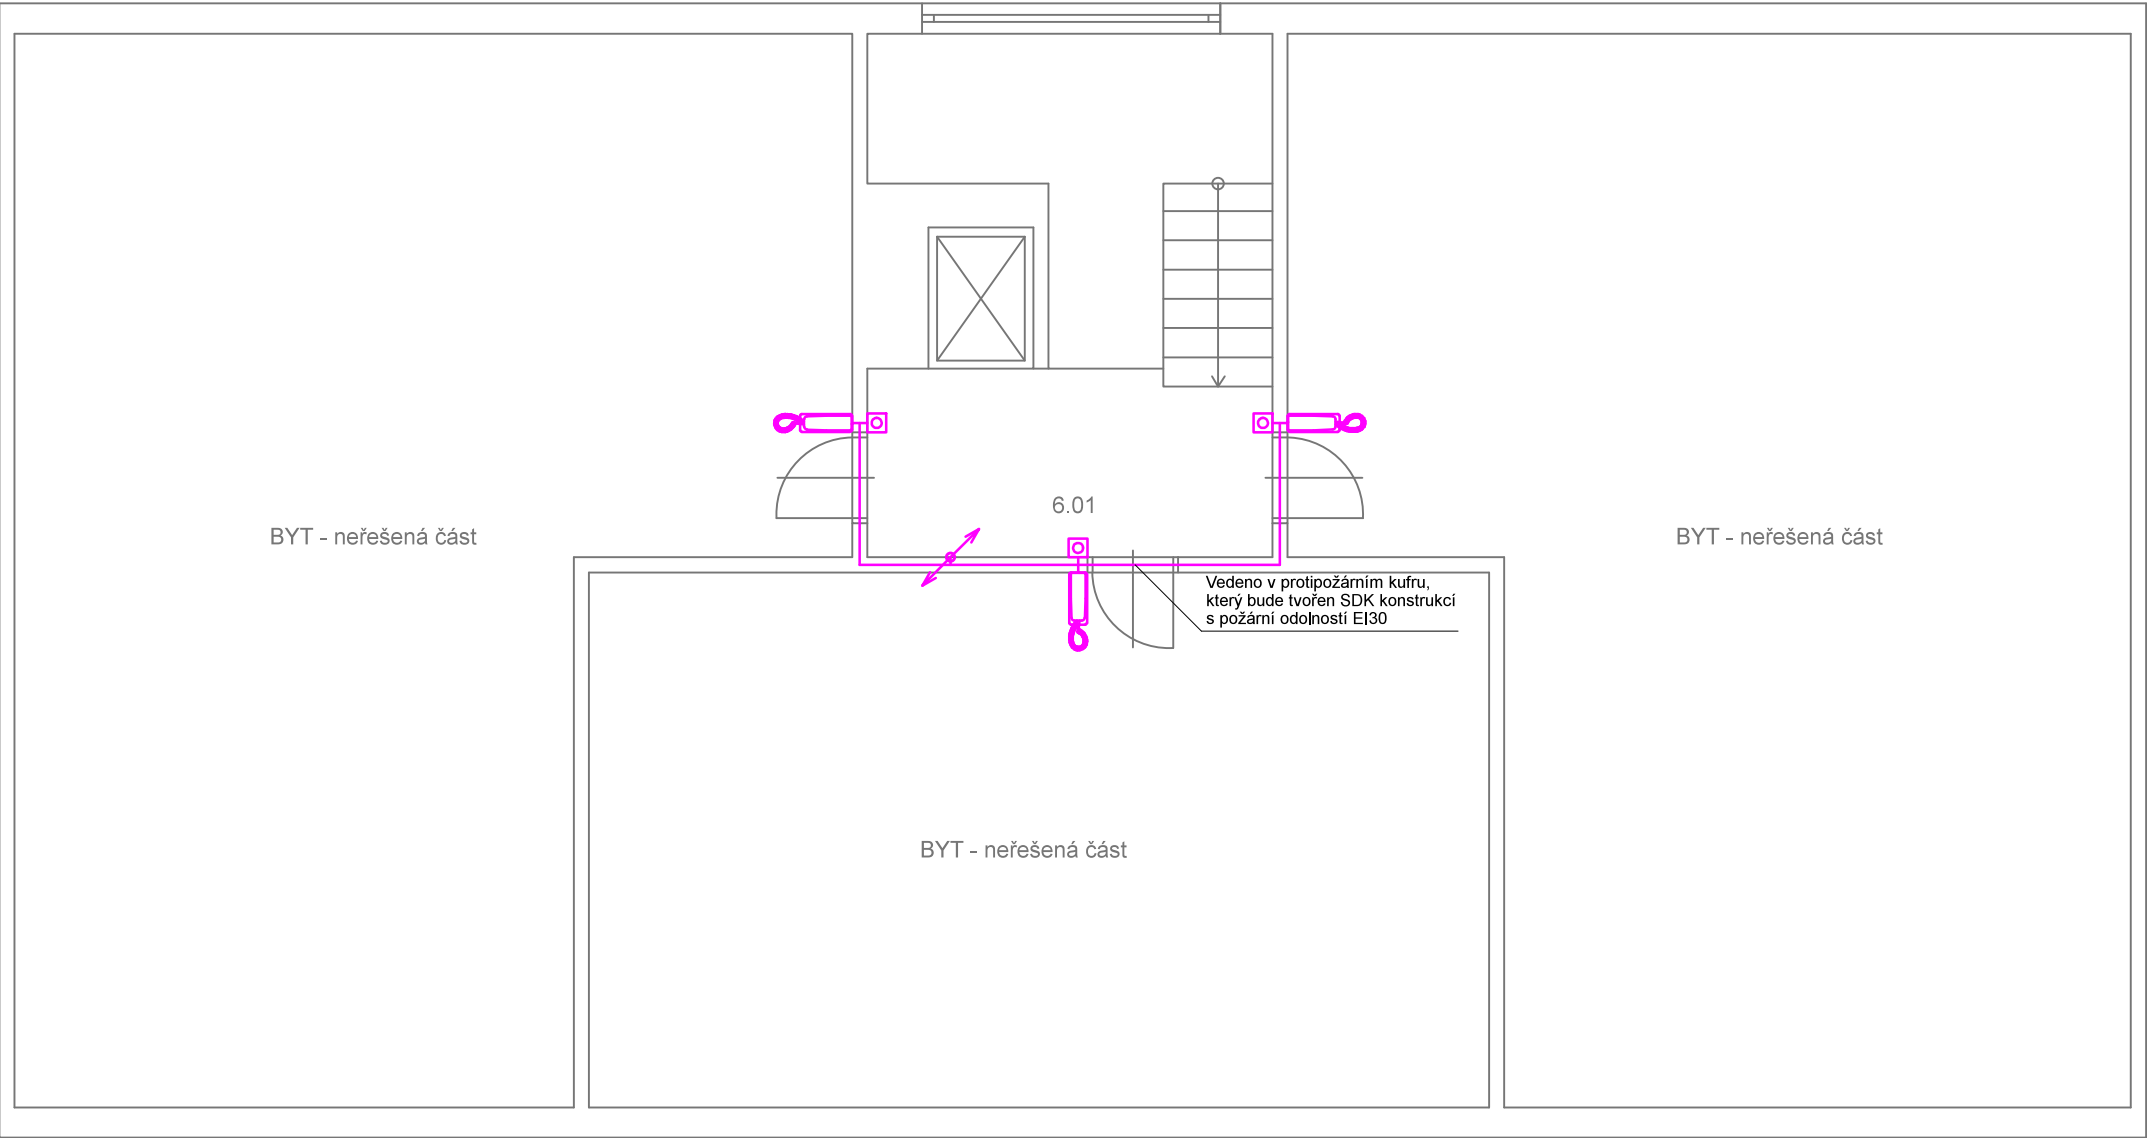 6.01
BYT - neřešená část
BYT - neřešená část
Vedeno v protipožárním kufru,
který bude tvořen SDK konstrukcí
s požární odolností EI30
BYT - neřešená část